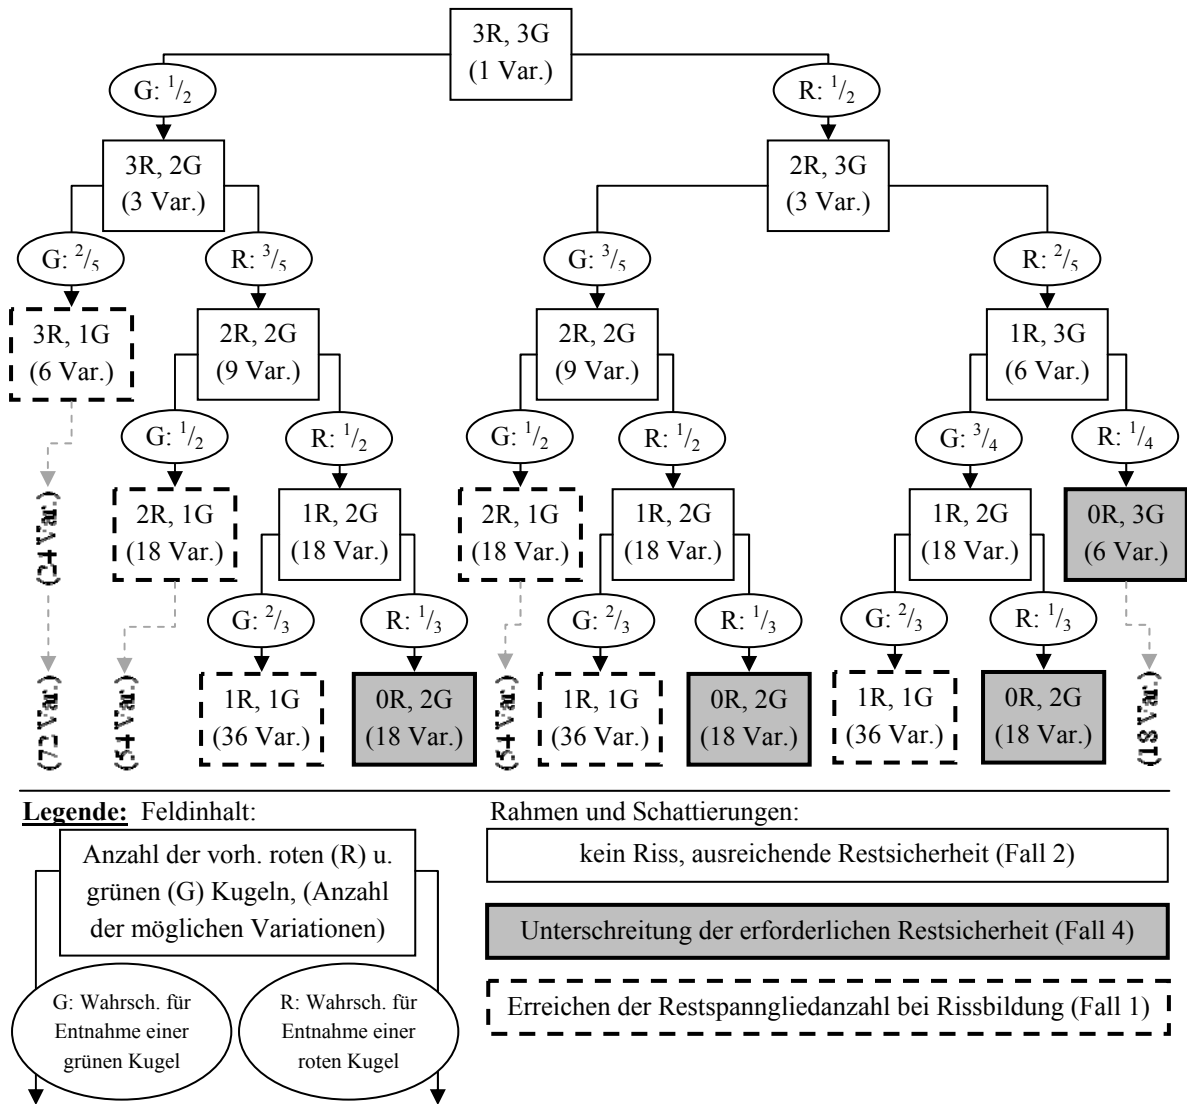 3R, 3G
(1 Var.)
G: 1/2
R: 1/2
3R, 2G
(3 Var.)
2R, 3G
(3 Var.)
G: 2/5
R: 3/5
G: 3/5
R: 2/5
3R, 1G
(6 Var.)
2R, 2G
(9 Var.)
2R, 2G
(9 Var.)
1R, 3G
(6 Var.)
G: 1/2
R: 1/2
G: 1/2
R: 1/2
G: 3/4
R: 1/4
(24 Var.)
2R, 1G
(18 Var.)
1R, 2G
(18 Var.)
2R, 1G
(18 Var.)
1R, 2G
(18 Var.)
1R, 2G
(18 Var.)
0R, 3G
(6 Var.)
G: 2/3
R: 1/3
G: 2/3
R: 1/3
G: 2/3
R: 1/3
(72 Var.)
(54 Var.)
1R, 1G
(36 Var.)
0R, 2G
(18 Var.)
(54 Var.)
1R, 1G
(36 Var.)
0R, 2G
(18 Var.)
1R, 1G
(36 Var.)
0R, 2G
(18 Var.)
(18 Var.)
Legende: Feldinhalt:
Anzahl der vorh. roten (R) u.
grünen (G) Kugeln, (Anzahl
der möglichen Variationen)
G: Wahrsch. für
Entnahme einer
grünen Kugel
R: Wahrsch. für
Entnahme einer
roten Kugel
Rahmen und Schattierungen:
kein Riss, ausreichende Restsicherheit (Fall 2)
Unterschreitung der erforderlichen Restsicherheit (Fall 4)
Erreichen der Restspanngliedanzahl bei Rissbildung (Fall 1)